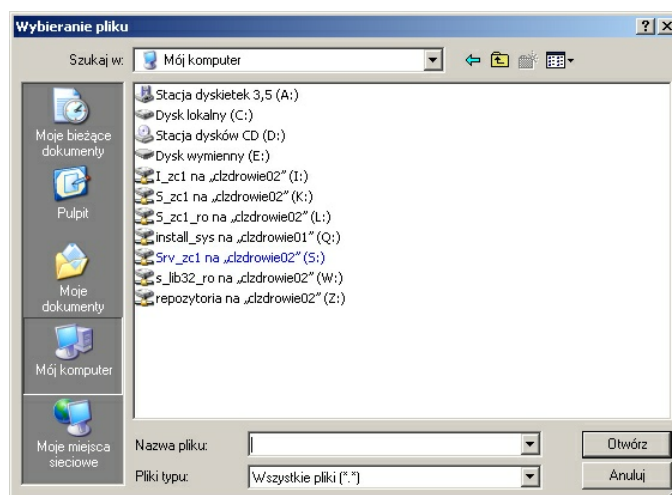 Wybieranie pliku
Szukaj w:
Mój komputer
Moje bieżące
dokumenty
Pulpit
Moje
dokumenty
Mój komputer
Moje miejsca
sieciowe
Stacja dyskietek 3,5 (A:)
Dysk lokalny (C:)
Stacja dysków CD (D:)
Dysk wymienny (E:)
I_zc1 na „clzdrowie02” (I:)
S_zc1 na „clzdrowie02” (K:)
S_zc1_ro na „clzdrowie02” (L:)
install_sys na „clzdrowie01” (Q:)
Srv_zc1 na „clzdrowie02” (S:)
s_lib32_ro na „clzdrowie02” (W:)
repozytoria na „clzdrowie02” (Z:)
Nazwa pliku:
Otwórz
Pliki typu:
Wszystkie pliki (*.*)
Anuluj